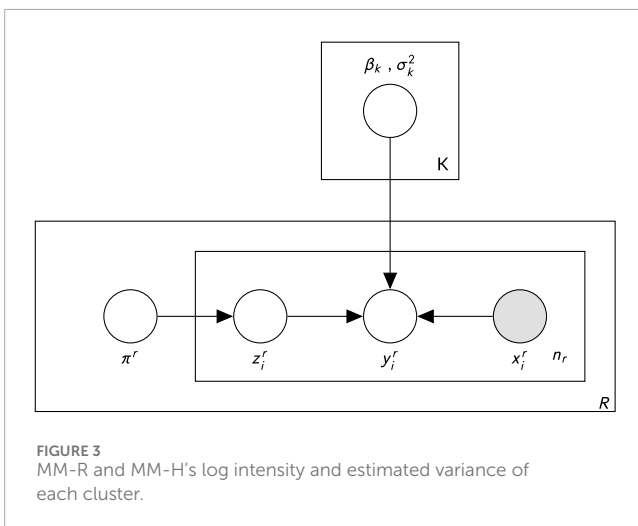 β_k , σ_k^2
K
π^r
z_i^r
y_i^r
x_i^r
n_r
R
FIGURE 3
MM-R and MM-H's log intensity and estimated variance of
each cluster.